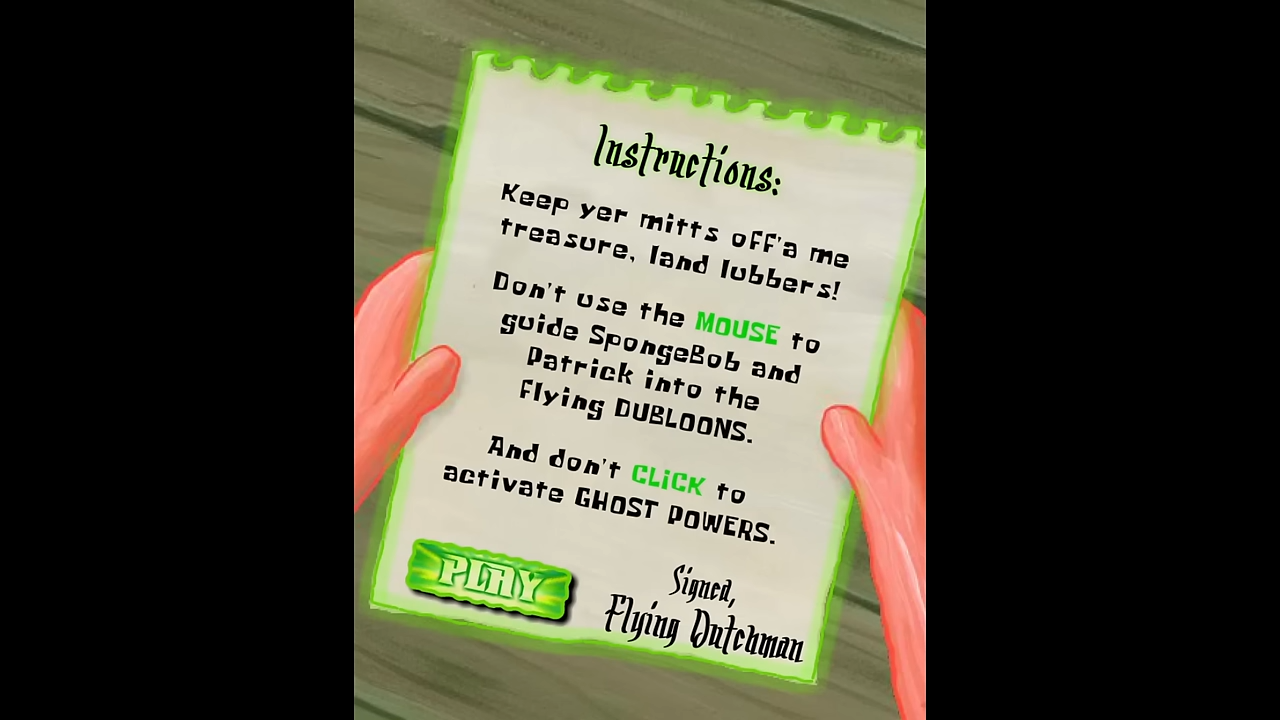 Instructions:
Keep yer mitts off'a me
treasure, land lubbers!
Don't use the MOUSE to
guide SpongeBob and
Patrick into the
Flying DUBLOONS.
And don't CLiCK to
activate GHOST POWERS.
PLAY
Signed,
Flying Dutchman